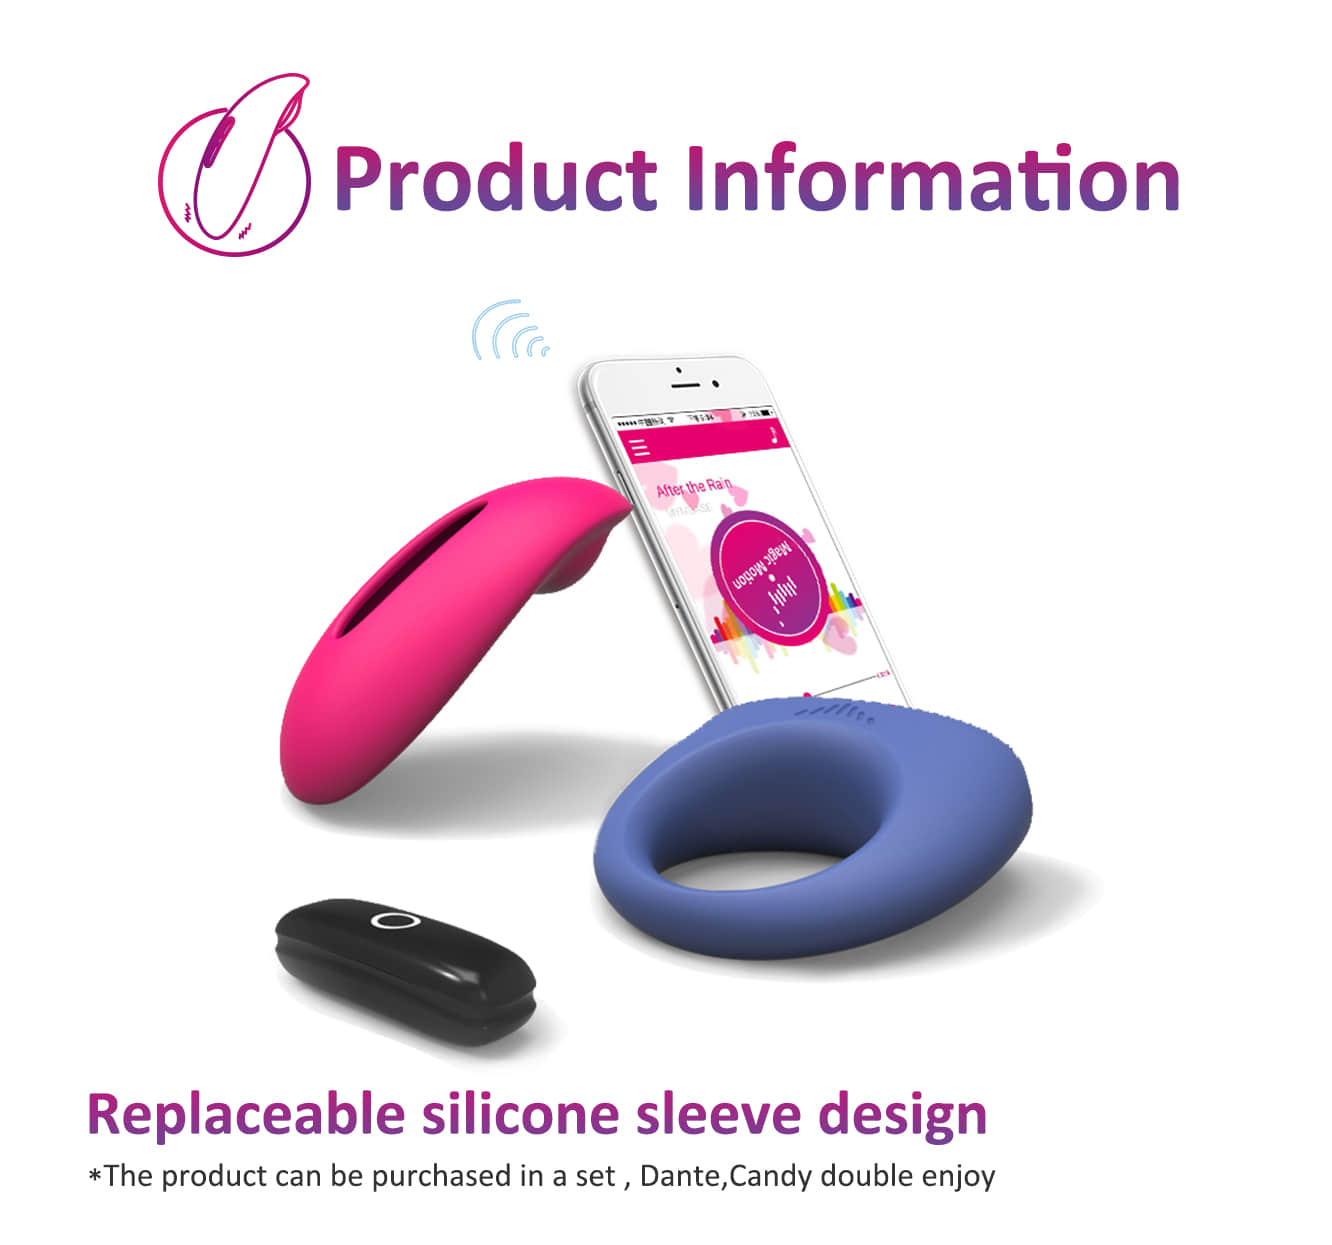 Product Information
After the Rain
Magic Motion
Replaceable silicone sleeve design
*The product can be purchased in a set , Dante,Candy double enjoy